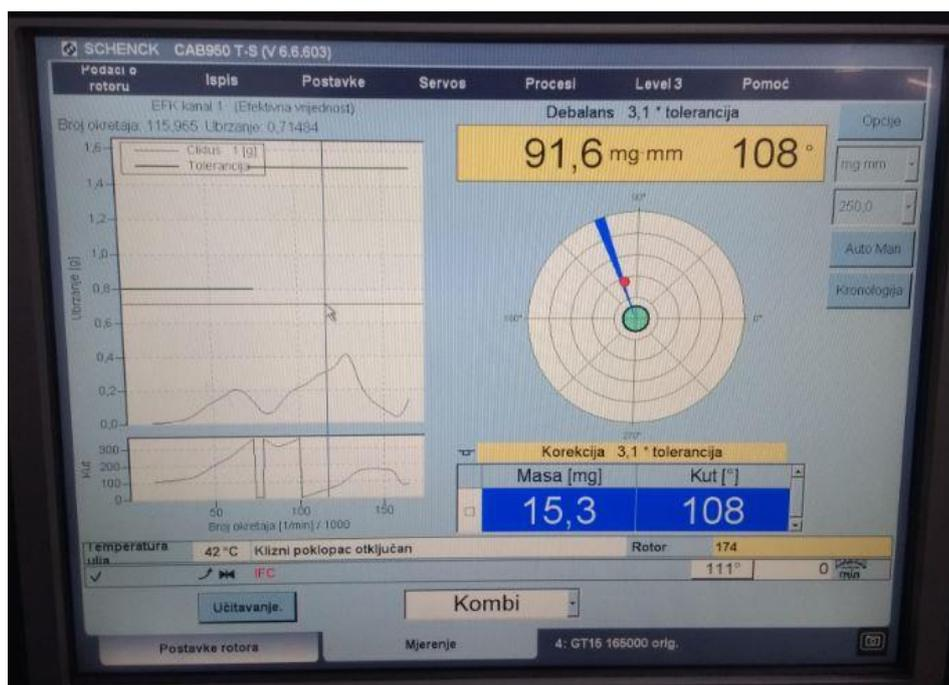 SCHENCK CAB950 T-S (V 6.6.603)
Podaci o rotoru Ispis Postavke Servos Procesi Level 3 Pomoć
EFK kanal 1 (Efektivna vrijednost)
Broj okretaja: 115,965 Ubrzanje: 0,71484
Ciklus 1 [g]
Tolerancija
Ubrzanje [g]
1,6
1,4
1,2
1,0
0,8
0,6
0,4
0,2
0,0
Kut
300
200
100
0
50 100 150
Broj okretaja [1/min] / 1000
Debalans 3,1 * tolerancija
91,6 mg·mm 108°
90°
180°
0°
270°
Korekcija 3,1 * tolerancija
Masa [mg] Kut [°]
15,3 108
Opcije
mg·mm
250,0
Auto Man
Kronologija
Temperatura ulja 42 °C Klizni poklopac otključan Rotor 174
IFC 111° 0 1/min
Učitavanje. Kombi
Postavke rotora Mjerenje 4: GT15 165000 orig.